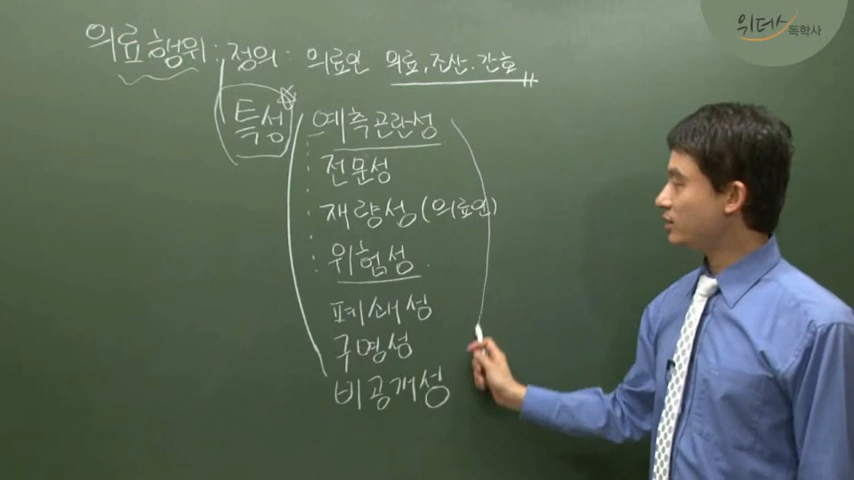 위더스 독학사
의료행위 : 정의 : 의료인 의료, 조산·간호
특성 예측곤란성
전문성
재량성 (의료인)
위험성
폐쇄성
구명성
비공개성